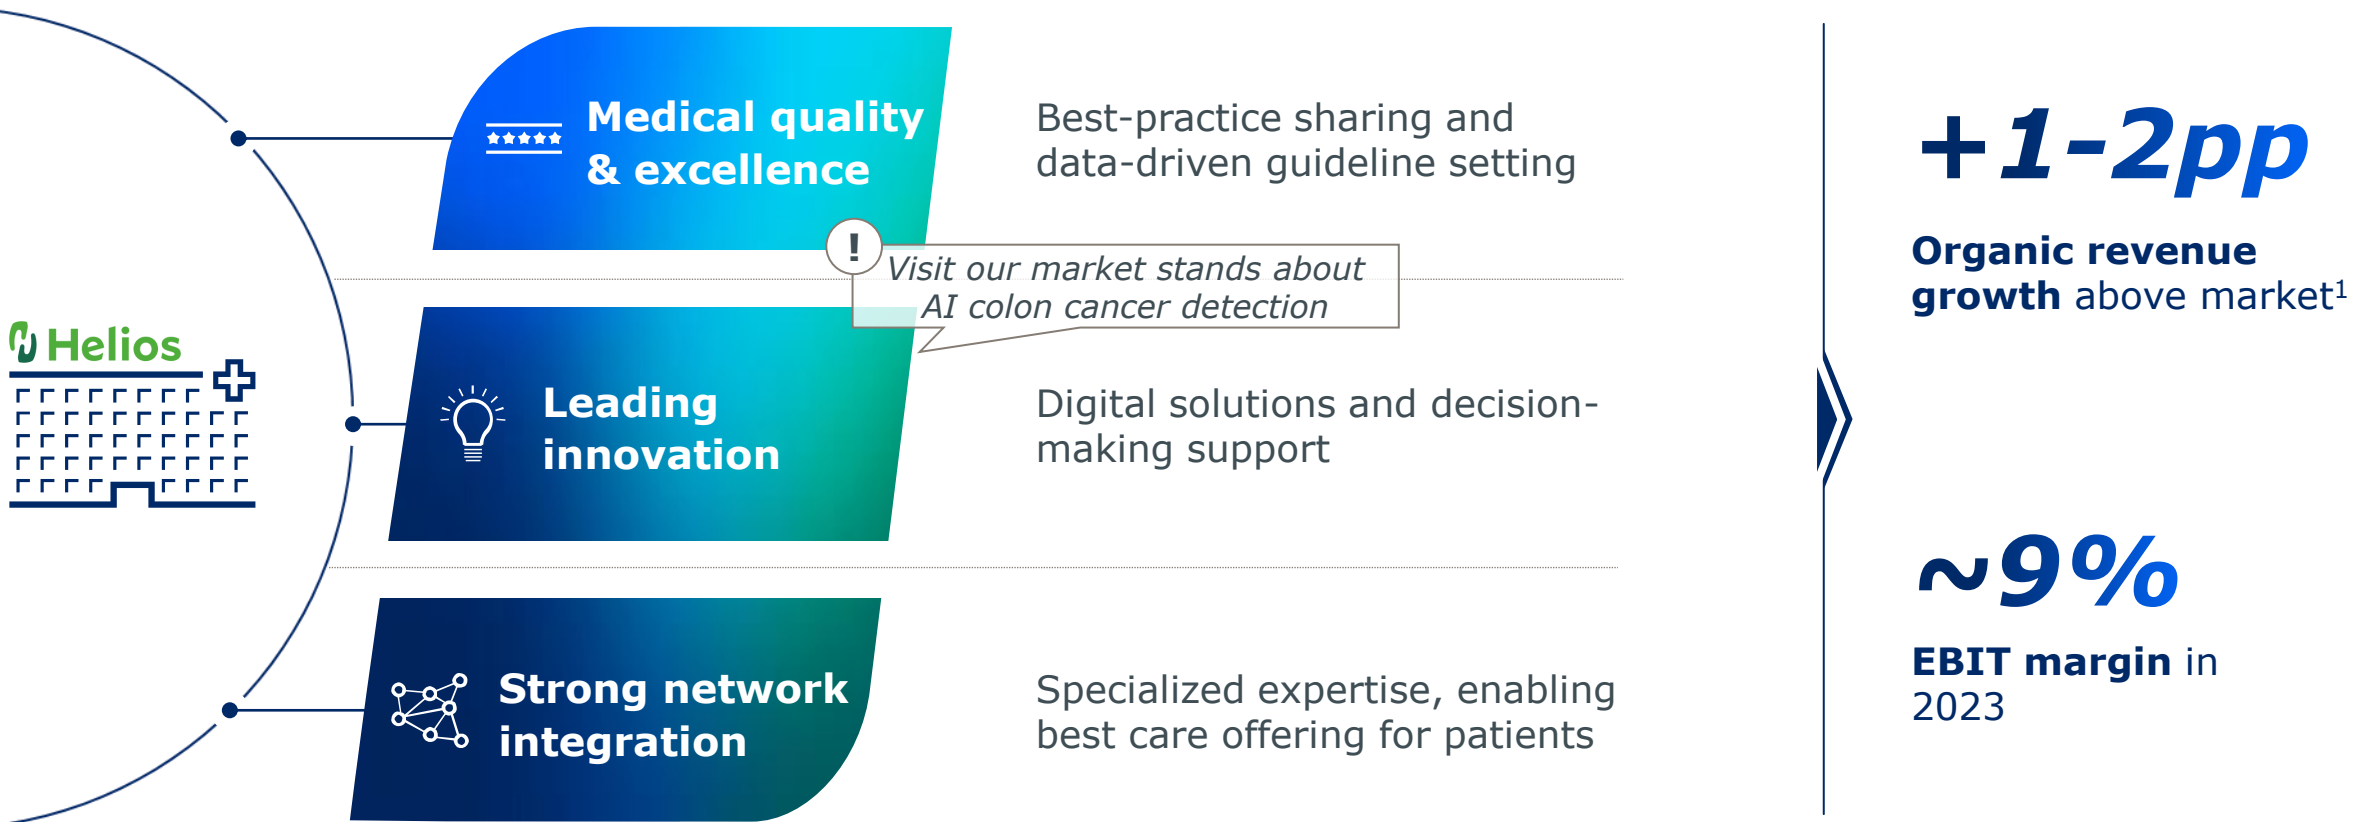 Helios
Medical quality
& excellence
Best-practice sharing and
data-driven guideline setting
!
Visit our market stands about
AI colon cancer detection
Leading
innovation
Digital solutions and decision-
making support
Strong network
integration
Specialized expertise, enabling
best care offering for patients
+1-2pp
Organic revenue
growth above market¹
~9%
EBIT margin in
2023